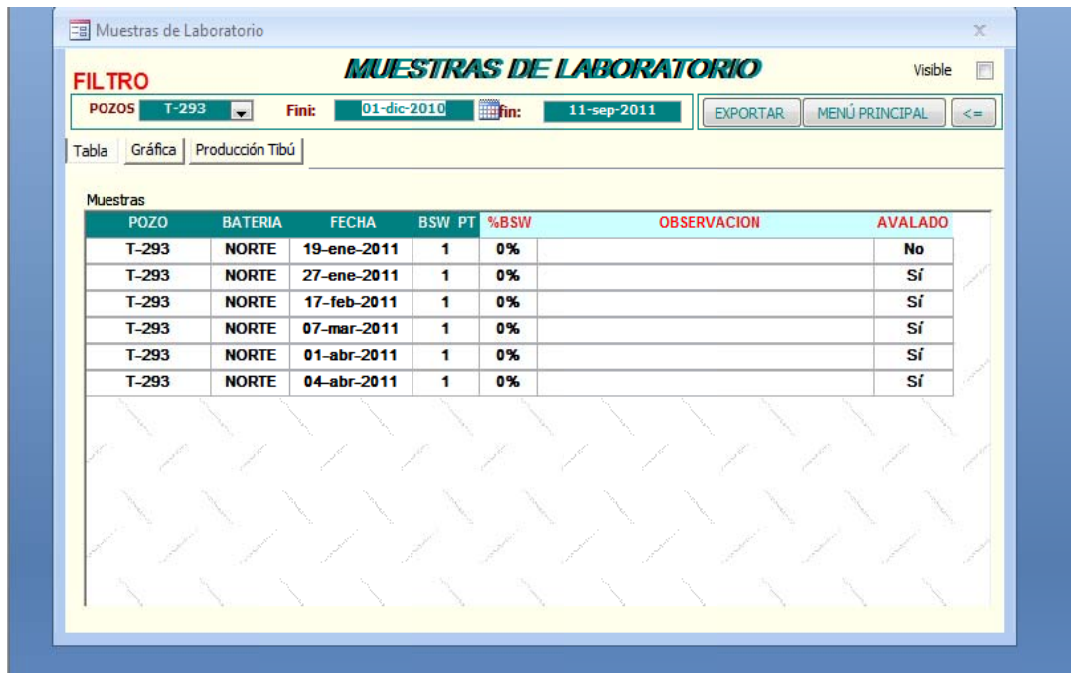 Muestras de Laboratorio
MUESTRAS DE LABORATORIO
Visible
FILTRO
POZOS T-293 Fini: 01-dic-2010 fin: 11-sep-2011 EXPORTAR MENÚ PRINCIPAL <=
Tabla Gráfica Producción Tibú
Muestras
POZO BATERIA FECHA BSW PT %BSW OBSERVACION AVALADO
T-293 NORTE 19-ene-2011 1 0% No
T-293 NORTE 27-ene-2011 1 0% Sí
T-293 NORTE 17-feb-2011 1 0% Sí
T-293 NORTE 07-mar-2011 1 0% Sí
T-293 NORTE 01-abr-2011 1 0% Sí
T-293 NORTE 04-abr-2011 1 0% Sí